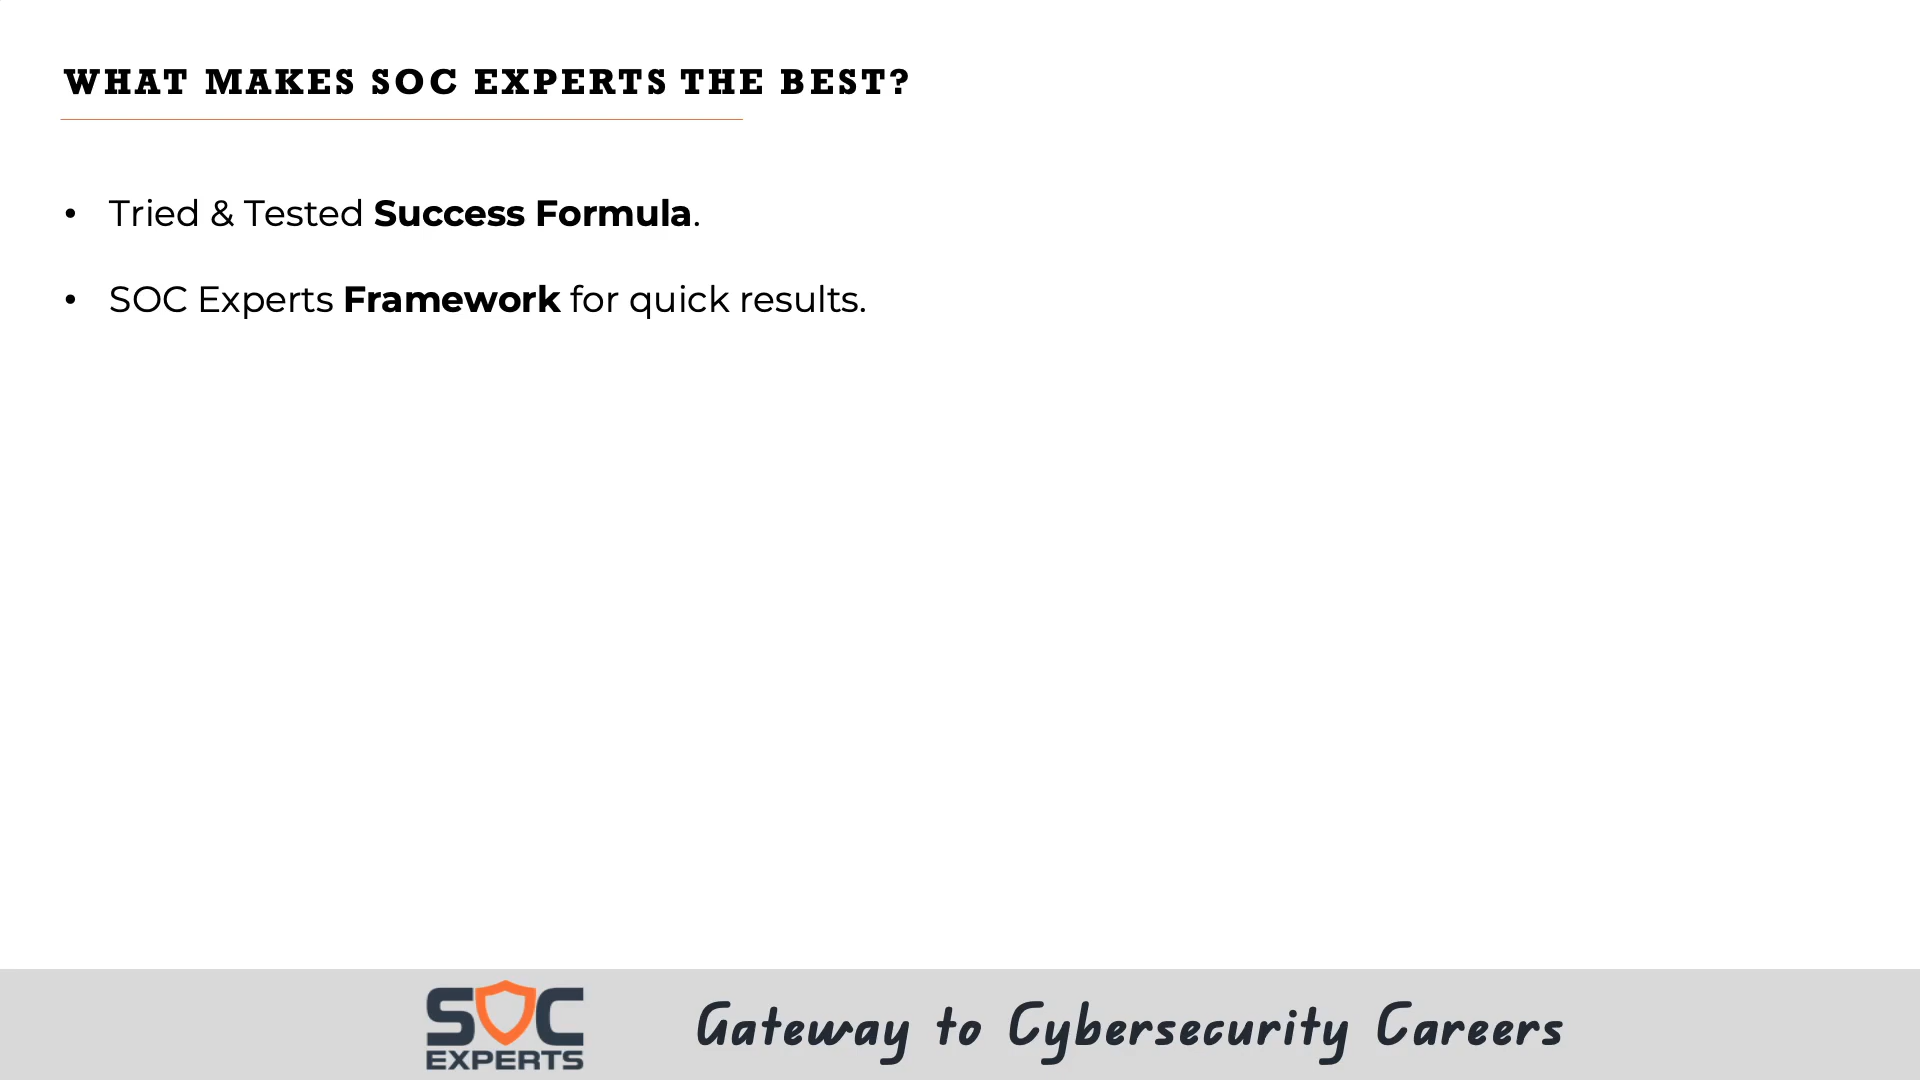 WHAT MAKES SOC EXPERTS THE BEST?
• Tried & Tested Success Formula.
• SOC Experts Framework for quick results.
SOC
EXPERTS
Gateway to Cybersecurity Careers